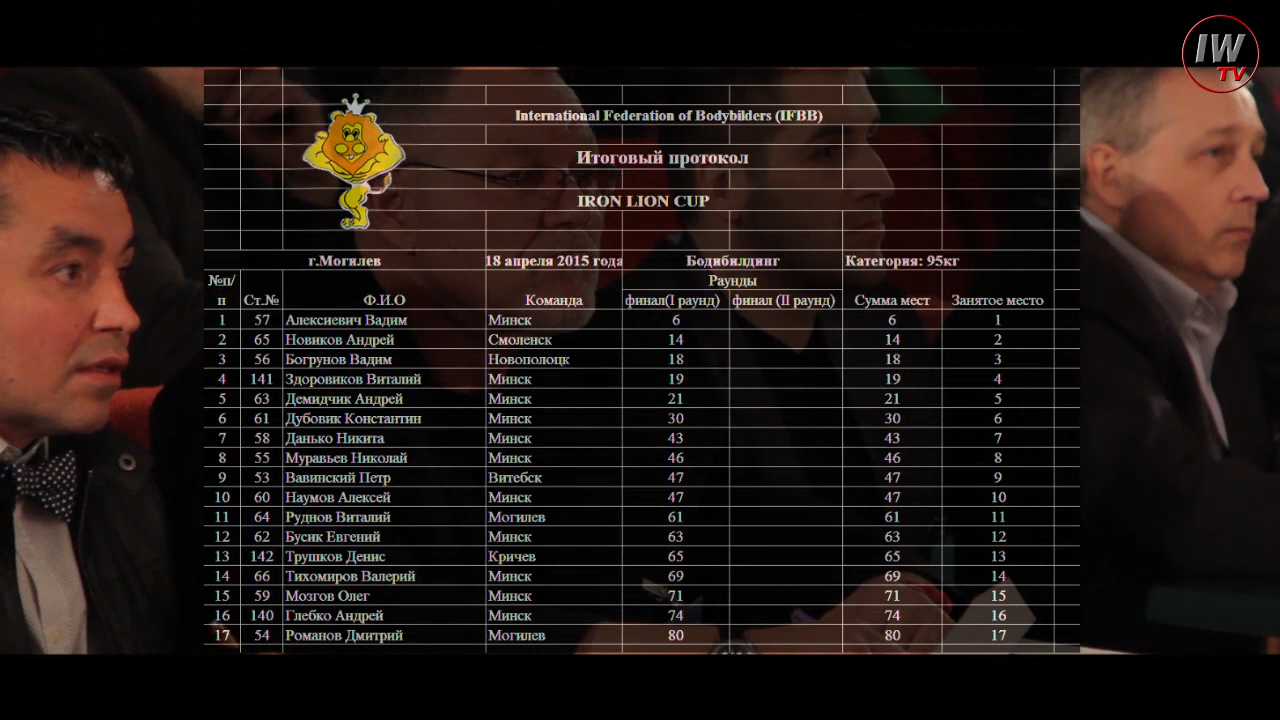 IW
TV
International Federation of Bodybilders (IFBB)
Итоговый протокол
IRON LION CUP
г.Могилев 18 апреля 2015 года Бодибилдинг Категория: 95кг
№п/п Ст.№ Ф.И.О Команда Раунды Сумма мест Занятое место
финал(I раунд) финал (II раунд)
1 57 Алексиевич Вадим Минск 6 6 1
2 65 Новиков Андрей Смоленск 14 14 2
3 56 Богрунов Вадим Новополоцк 18 18 3
4 141 Здоровиков Виталий Минск 19 19 4
5 63 Демидчик Андрей Минск 21 21 5
6 61 Дубовик Константин Минск 30 30 6
7 58 Данько Никита Минск 43 43 7
8 55 Муравьев Николай Минск 46 46 8
9 53 Вавинский Петр Витебск 47 47 9
10 60 Наумов Алексей Минск 47 47 10
11 64 Руднов Виталий Могилев 61 61 11
12 62 Бусик Евгений Минск 63 63 12
13 142 Трушков Денис Кричев 65 65 13
14 66 Тихомиров Валерий Минск 69 69 14
15 59 Мозгов Олег Минск 71 71 15
16 140 Глебко Андрей Минск 74 74 16
17 54 Романов Дмитрий Могилев 80 80 17